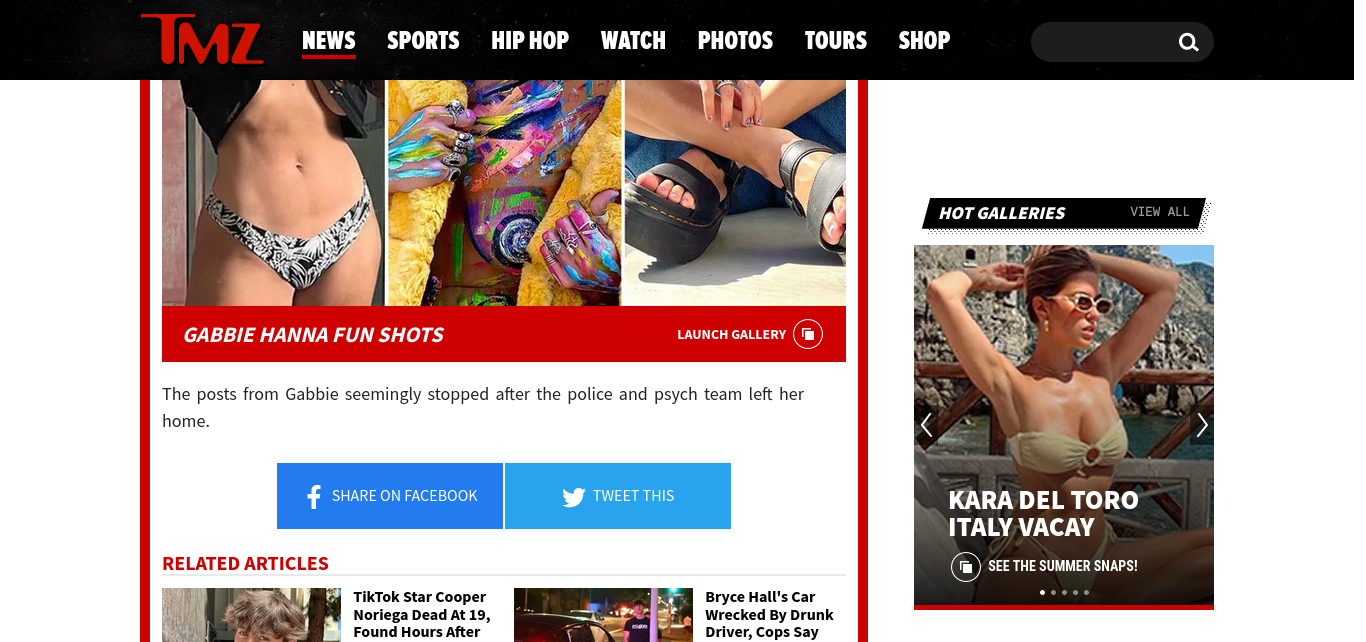 TMZ
NEWS SPORTS HIP HOP WATCH PHOTOS TOURS SHOP
GABBIE HANNA FUN SHOTS
LAUNCH GALLERY
The posts from Gabbie seemingly stopped after the police and psych team left her
home.
SHARE ON FACEBOOK
TWEET THIS
RELATED ARTICLES
TikTok Star Cooper
Noriega Dead At 19,
Found Hours After
Bryce Hall's Car
Wrecked By Drunk
Driver, Cops Say
HOT GALLERIES
VIEW ALL
KARA DEL TORO
ITALY VACAY
SEE THE SUMMER SNAPS!